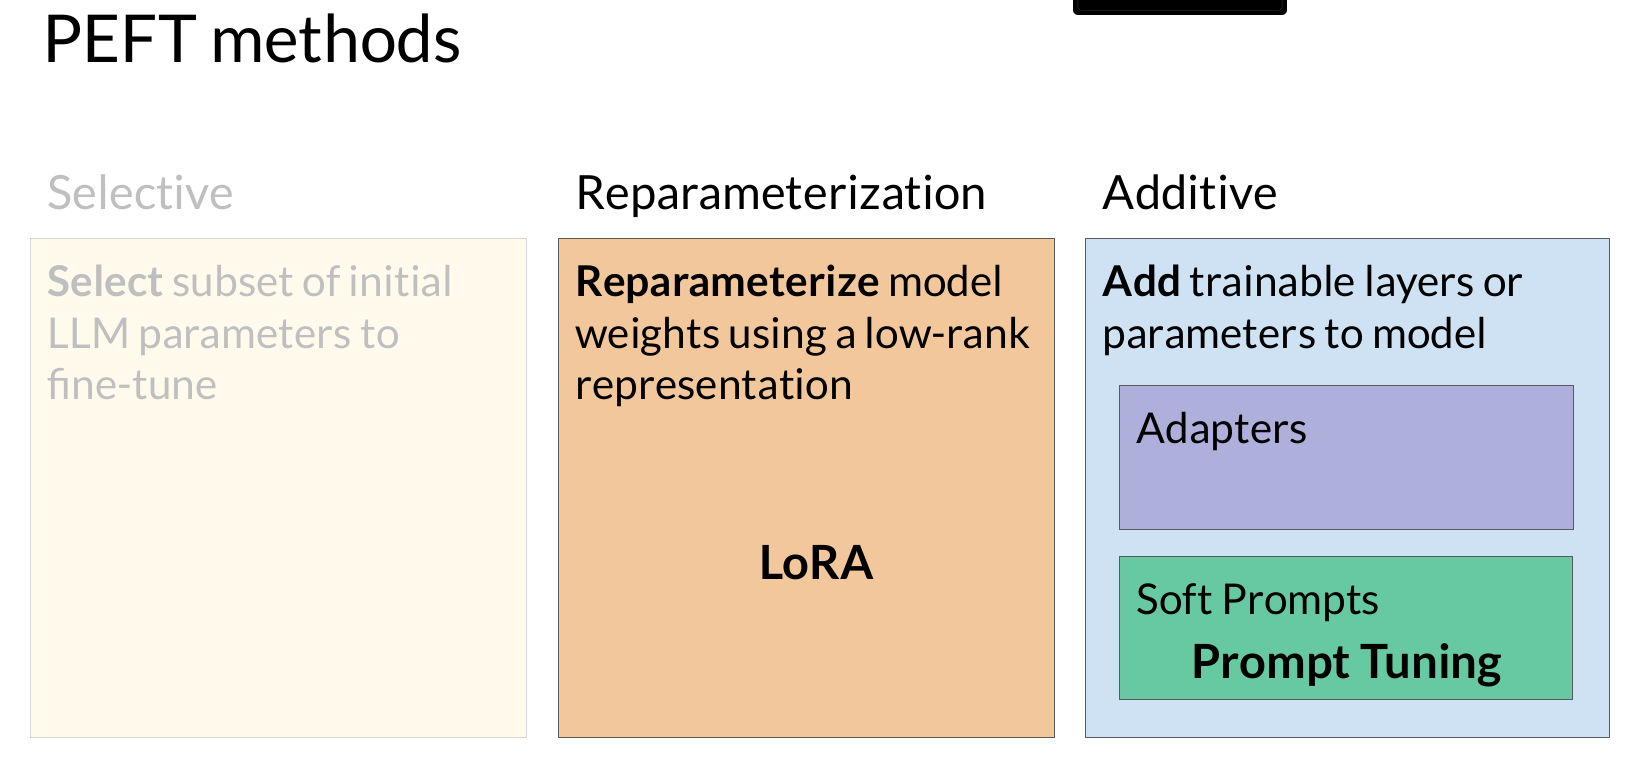 PEFT methods
Selective
Select subset of initial
LLM parameters to
fine-tune
Reparameterization
Reparameterize model
weights using a low-rank
representation
LoRA
Additive
Add trainable layers or
parameters to model
Adapters
Soft Prompts
Prompt Tuning